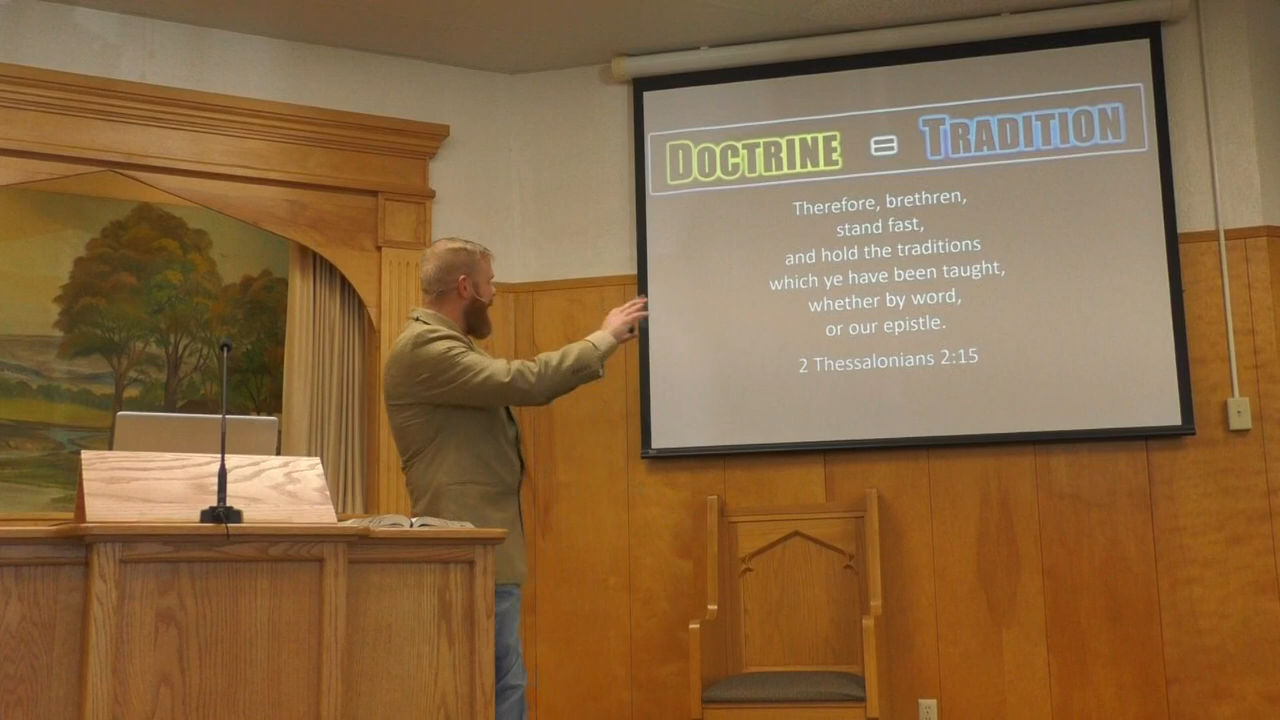 DOCTRINE = TRADITION
Therefore, brethren,
stand fast,
and hold the traditions
which ye have been taught,
whether by word,
or our epistle.
2 Thessalonians 2:15